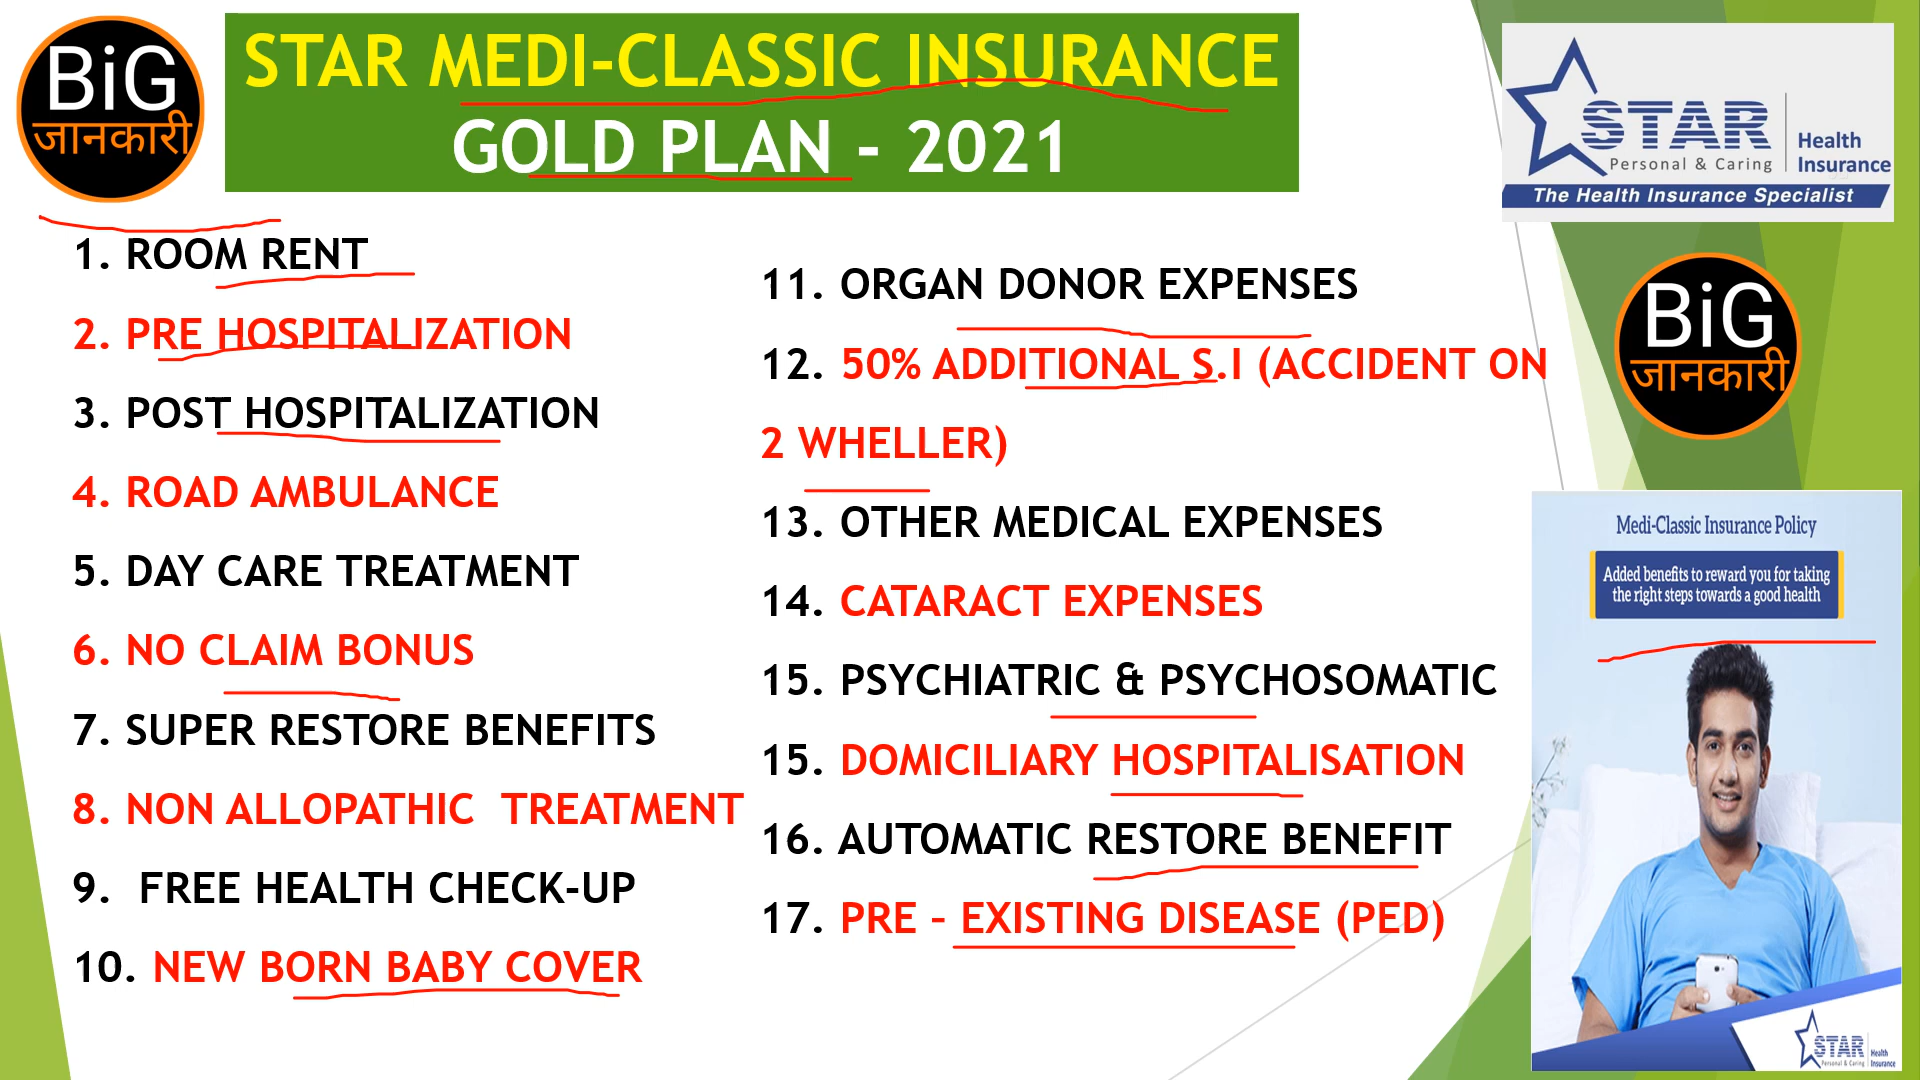 BiG
जानकारी
STAR MEDI-CLASSIC INSURANCE
GOLD PLAN - 2021
STAR
Personal & Caring
Health
Insurance
The Health Insurance Specialist
1. ROOM RENT
2. PRE HOSPITALIZATION
3. POST HOSPITALIZATION
4. ROAD AMBULANCE
5. DAY CARE TREATMENT
6. NO CLAIM BONUS
7. SUPER RESTORE BENEFITS
8. NON ALLOPATHIC TREATMENT
9. FREE HEALTH CHECK-UP
10. NEW BORN BABY COVER
11. ORGAN DONOR EXPENSES
12. 50% ADDITIONAL S.I (ACCIDENT ON
2 WHELLER)
13. OTHER MEDICAL EXPENSES
14. CATARACT EXPENSES
15. PSYCHIATRIC & PSYCHOSOMATIC
15. DOMICILIARY HOSPITALISATION
16. AUTOMATIC RESTORE BENEFIT
17. PRE – EXISTING DISEASE (PED)
BiG
जानकारी
Medi-Classic Insurance Policy
Added benefits to reward you for taking
the right steps towards a good health
STAR
Personal & Caring
Health
Insurance